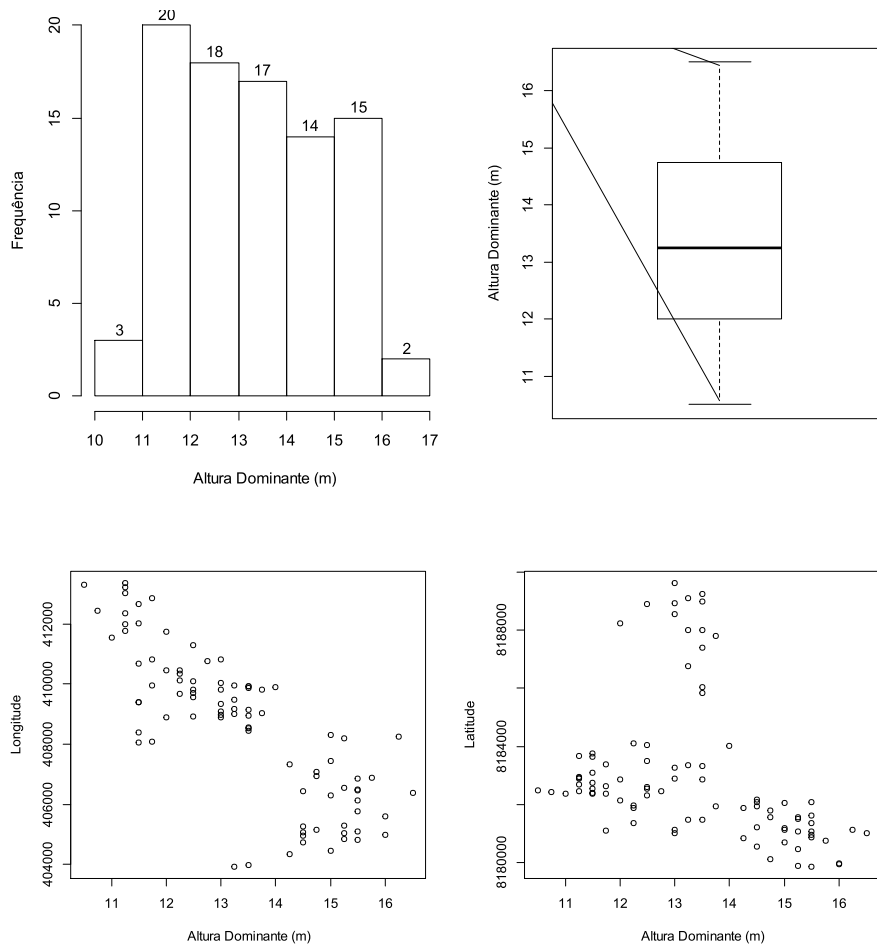 Frequência
20
15
10
5
0
3
20
18
17
14
15
2
10 11 12 13 14 15 16 17
Altura Dominante (m)
Altura Dominante (m)
16
15
14
13
12
11
Longitude
412000
410000
408000
406000
404000
11 12 13 14 15 16
Altura Dominante (m)
Latitude
8188000
8184000
8180000
11 12 13 14 15 16
Altura Dominante (m)